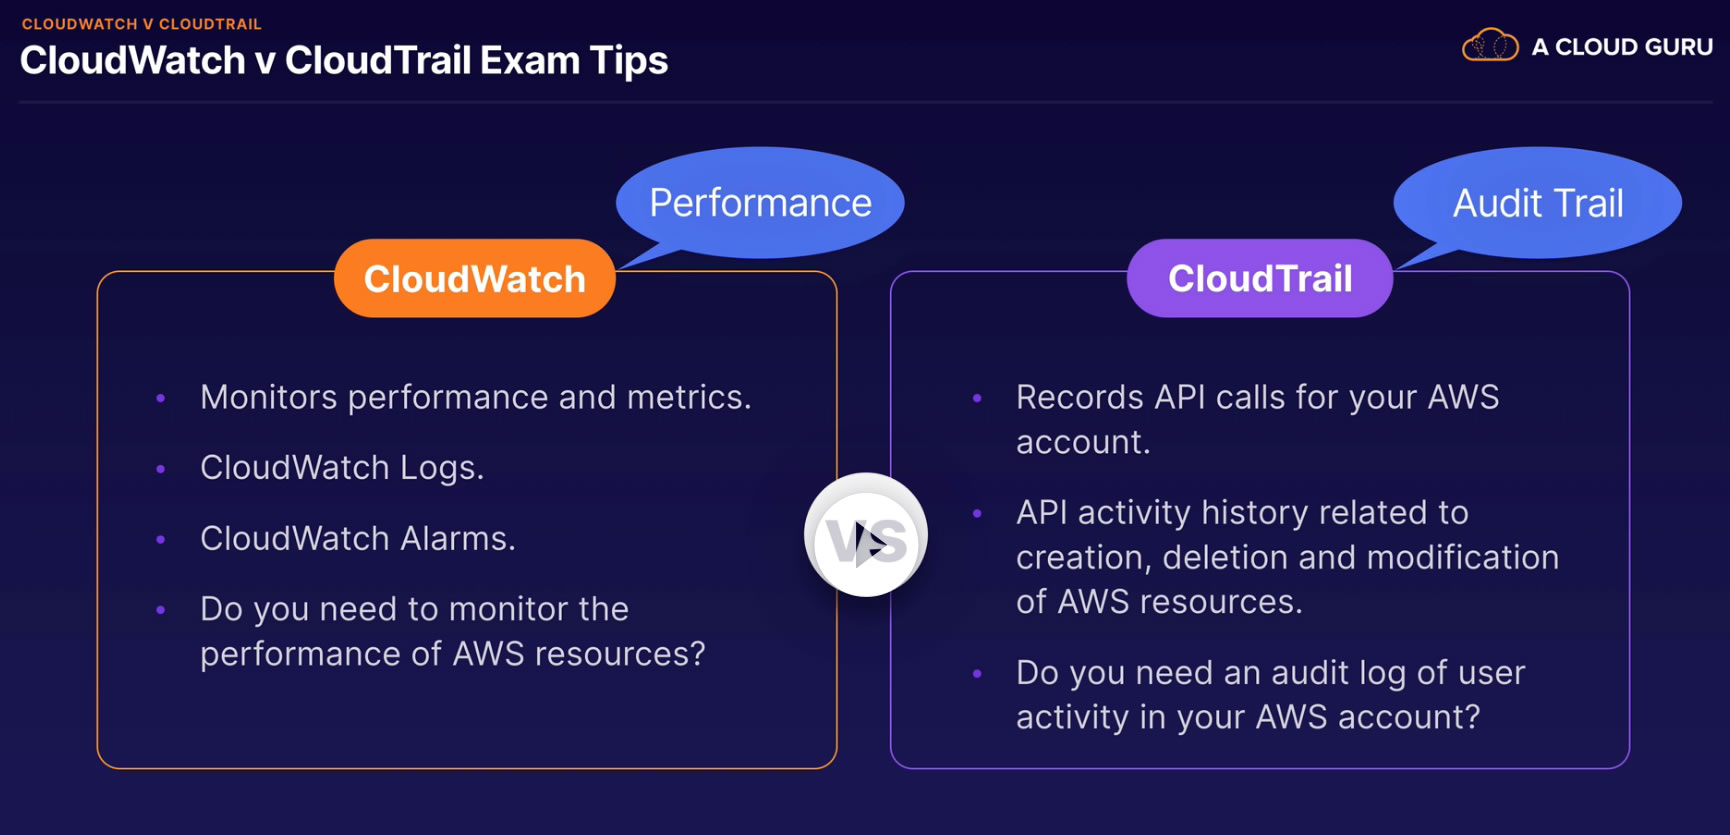 CLOUDWATCH V CLOUDTRAIL
CloudWatch v CloudTrail Exam Tips
A CLOUD GURU
Performance
CloudWatch
• Monitors performance and metrics.
• CloudWatch Logs.
• CloudWatch Alarms.
• Do you need to monitor the
performance of AWS resources?
VS
Audit Trail
CloudTrail
• Records API calls for your AWS
account.
• API activity history related to
creation, deletion and modification
of AWS resources.
• Do you need an audit log of user
activity in your AWS account?